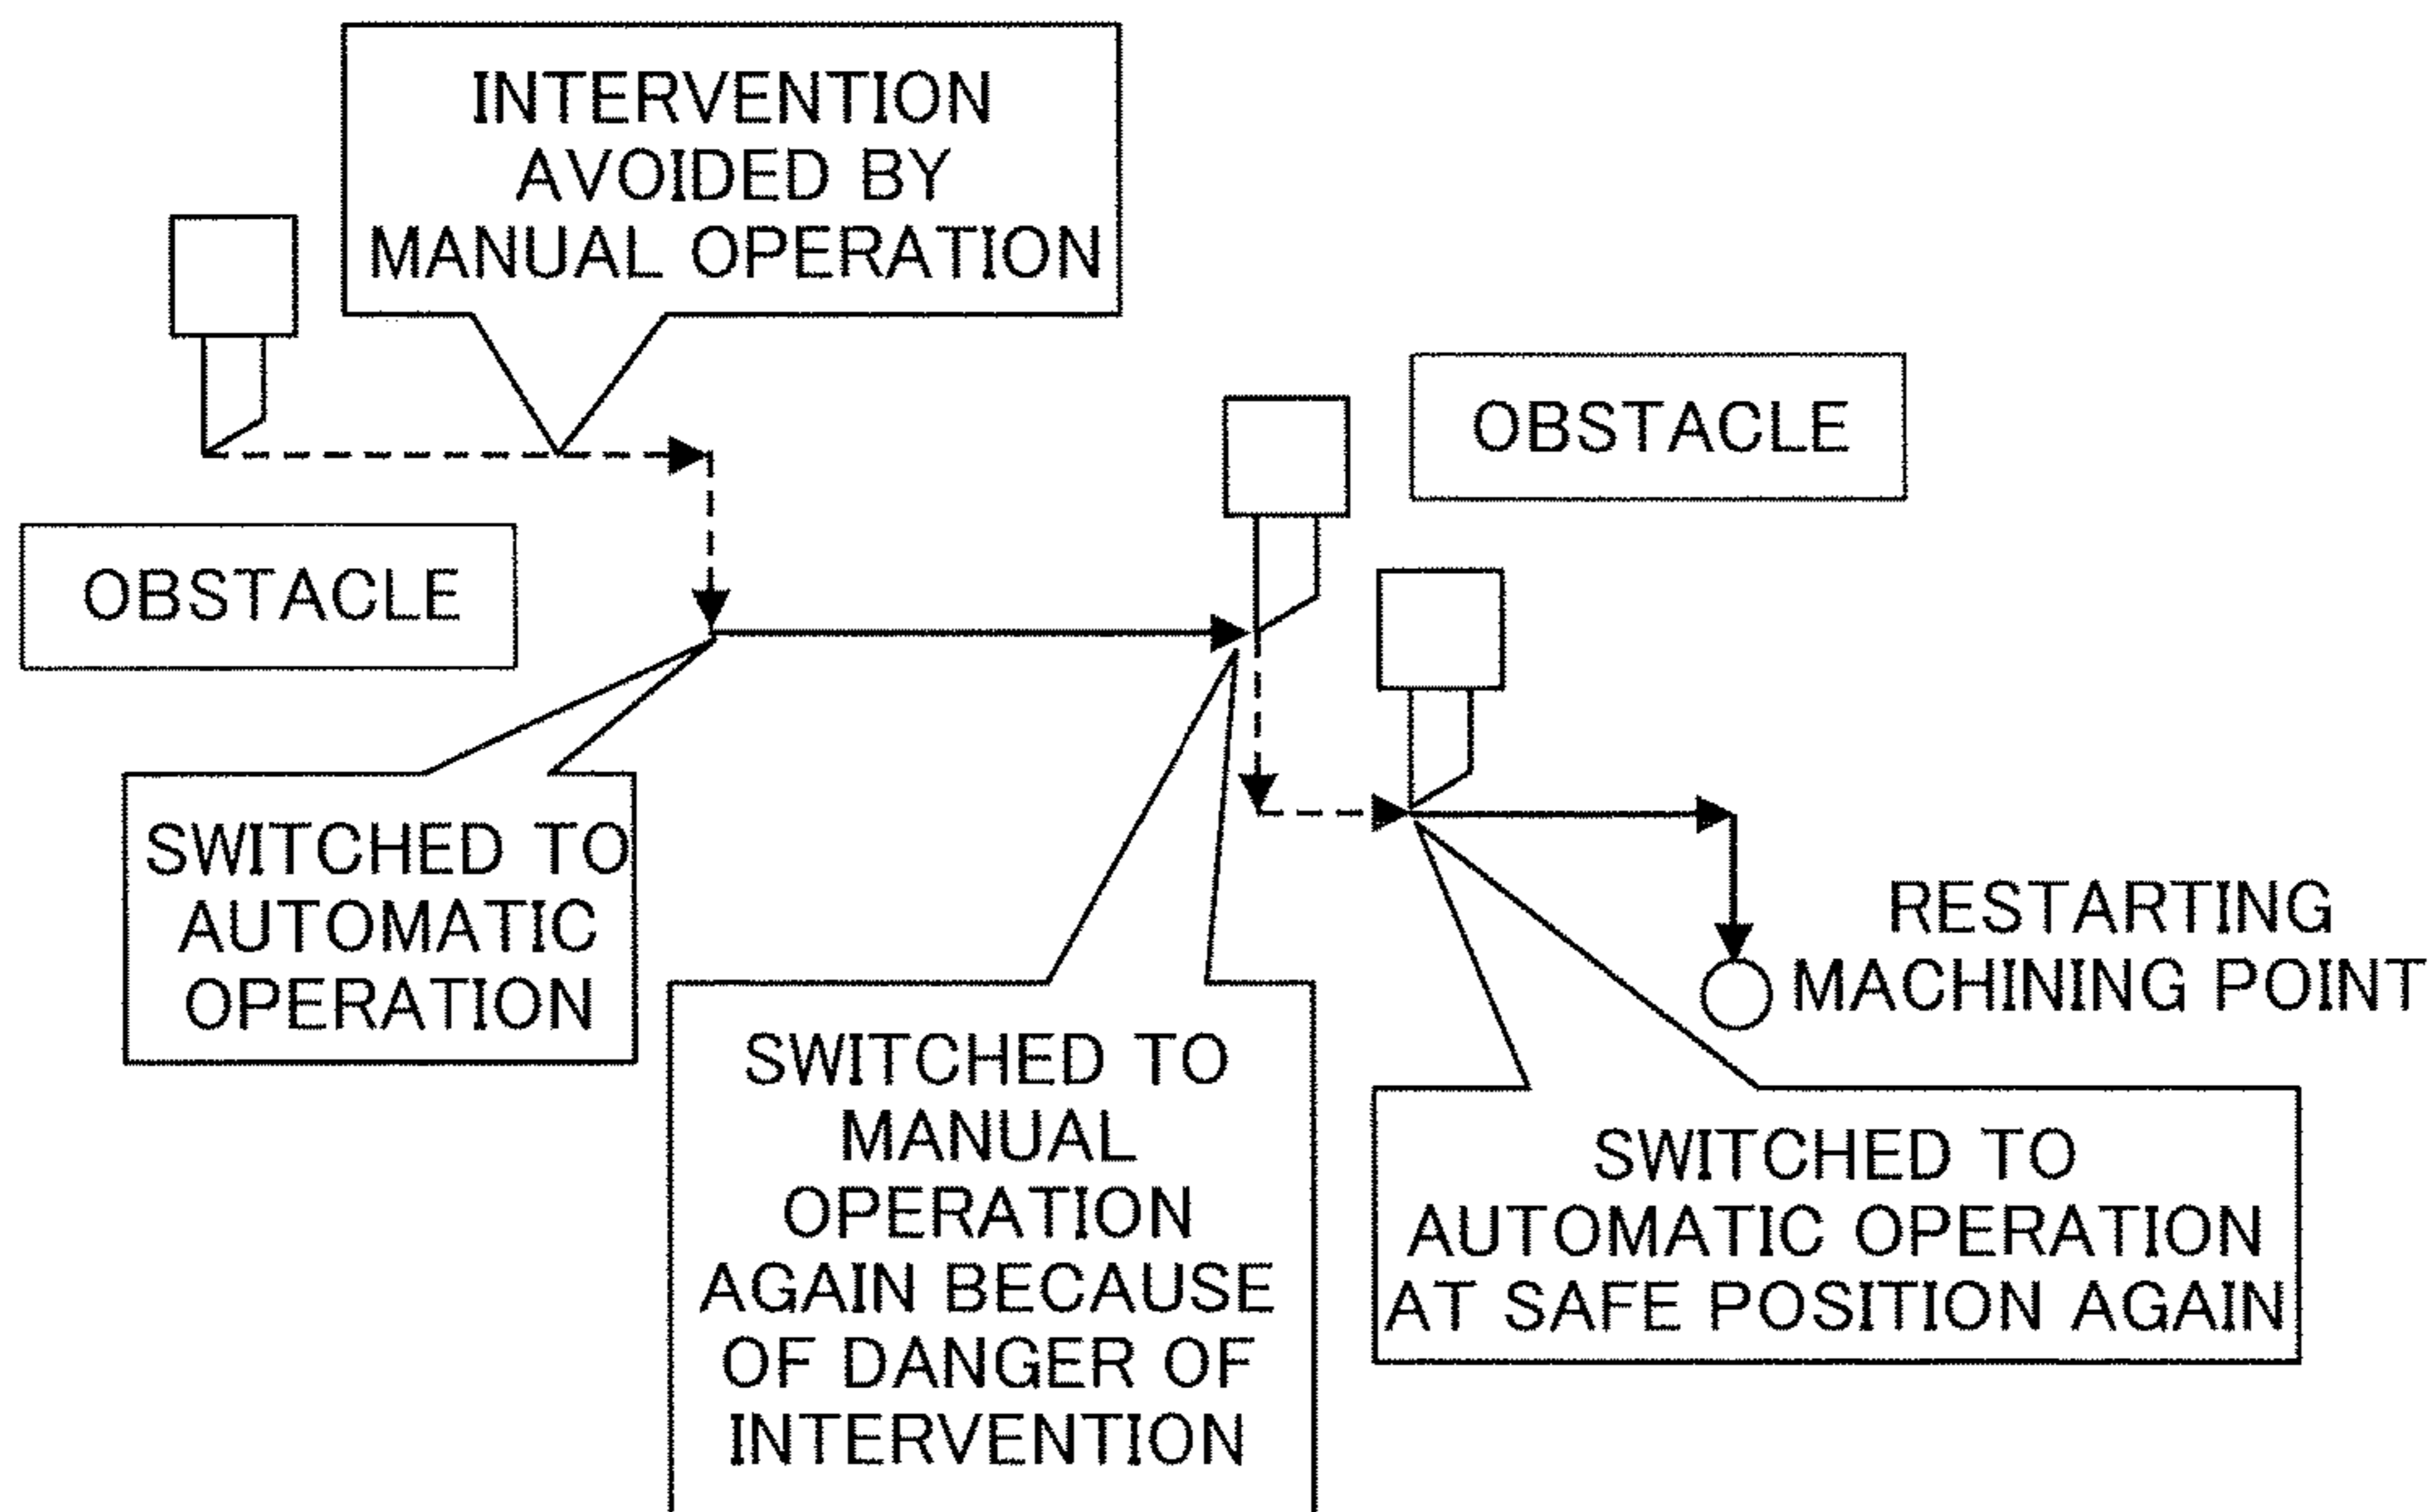 INTERVENTION
AVOIDED BY
MANUAL OPERATION
OBSTACLE
OBSTACLE
SWITCHED TO
AUTOMATIC
OPERATION
RESTARTING
MACHINING POINT
SWITCHED TO
MANUAL
OPERATION
AGAIN BECAUSE
OF DANGER OF
INTERVENTION
SWITCHED TO
AUTOMATIC OPERATION
AT SAFE POSITION AGAIN